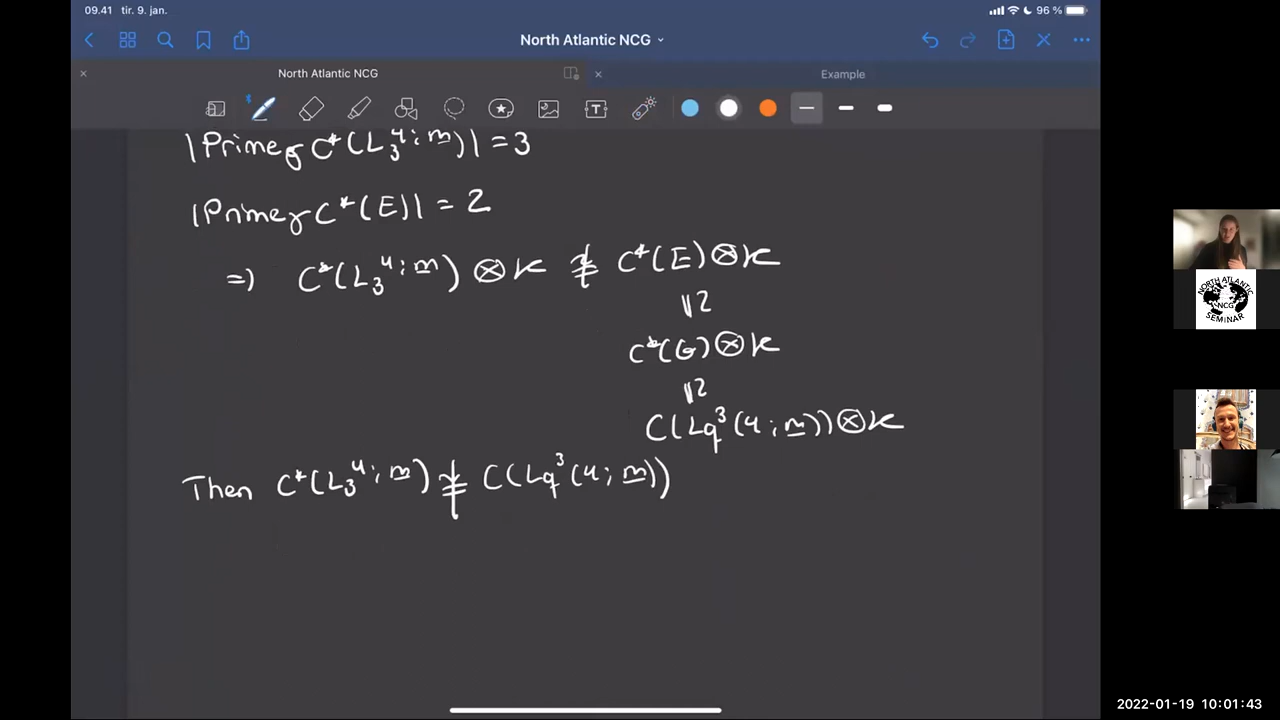 09.41 tir. 9. jan.
96 %
North Atlantic NCG
North Atlantic NCG
Example
|Prime_γ C*(L_3^{4; m})| = 3
|Prime_γ C*(E)| = 2
=) C*(L_3^{4; m}) ⊗ K ≇ C*(E) ⊗ K
≅
C*(G) ⊗ K
≅
C(L_q^3(4; m)) ⊗ K
Then C*(L_3^{4; m}) ≇ C(L_q^3(4; m))
NORTH ATLANTIC
NCG
SEMINAR
2022-01-19 10:01:43